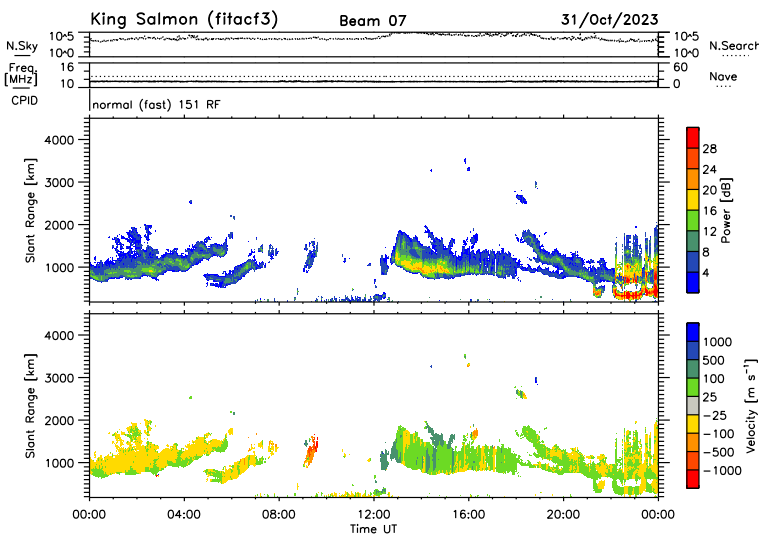 King Salmon (fitacf3) Beam 07 31/Oct/2023
N.Sky 10^5 10^0 10^5 10^0 N.Search
Freq. [MHz] 16 10 60 0 Nave
CPID normal (fast) 151 RF
Slant Range [km] 4000 3000 2000 1000
28 24 20 16 12 8 4 Power [dB]
Slant Range [km] 4000 3000 2000 1000
1000 500 100 25 −25 −100 −500 −1000 Velocity [m s⁻¹]
00:00 04:00 08:00 12:00 16:00 20:00 00:00
Time UT